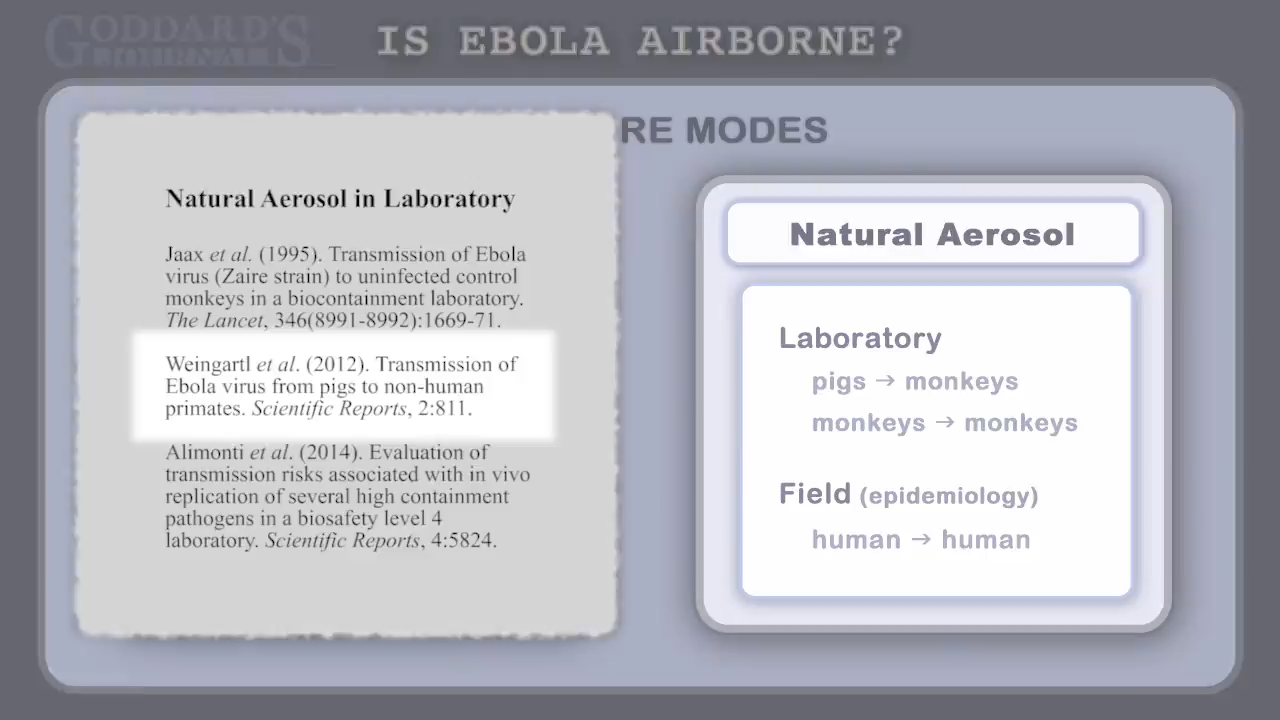 GODDARD'S
JOURNAL
IS EBOLA AIRBORNE?
RE MODES
Natural Aerosol in Laboratory
Jaax et al. (1995). Transmission of Ebola
virus (Zaire strain) to uninfected control
monkeys in a biocontainment laboratory.
The Lancet, 346(8991-8992):1669-71.
Weingartl et al. (2012). Transmission of
Ebola virus from pigs to non-human
primates. Scientific Reports, 2:811.
Alimonti et al. (2014). Evaluation of
transmission risks associated with in vivo
replication of several high containment
pathogens in a biosafety level 4
laboratory. Scientific Reports, 4:5824.
Natural Aerosol
Laboratory
pigs → monkeys
monkeys → monkeys
Field (epidemiology)
human → human